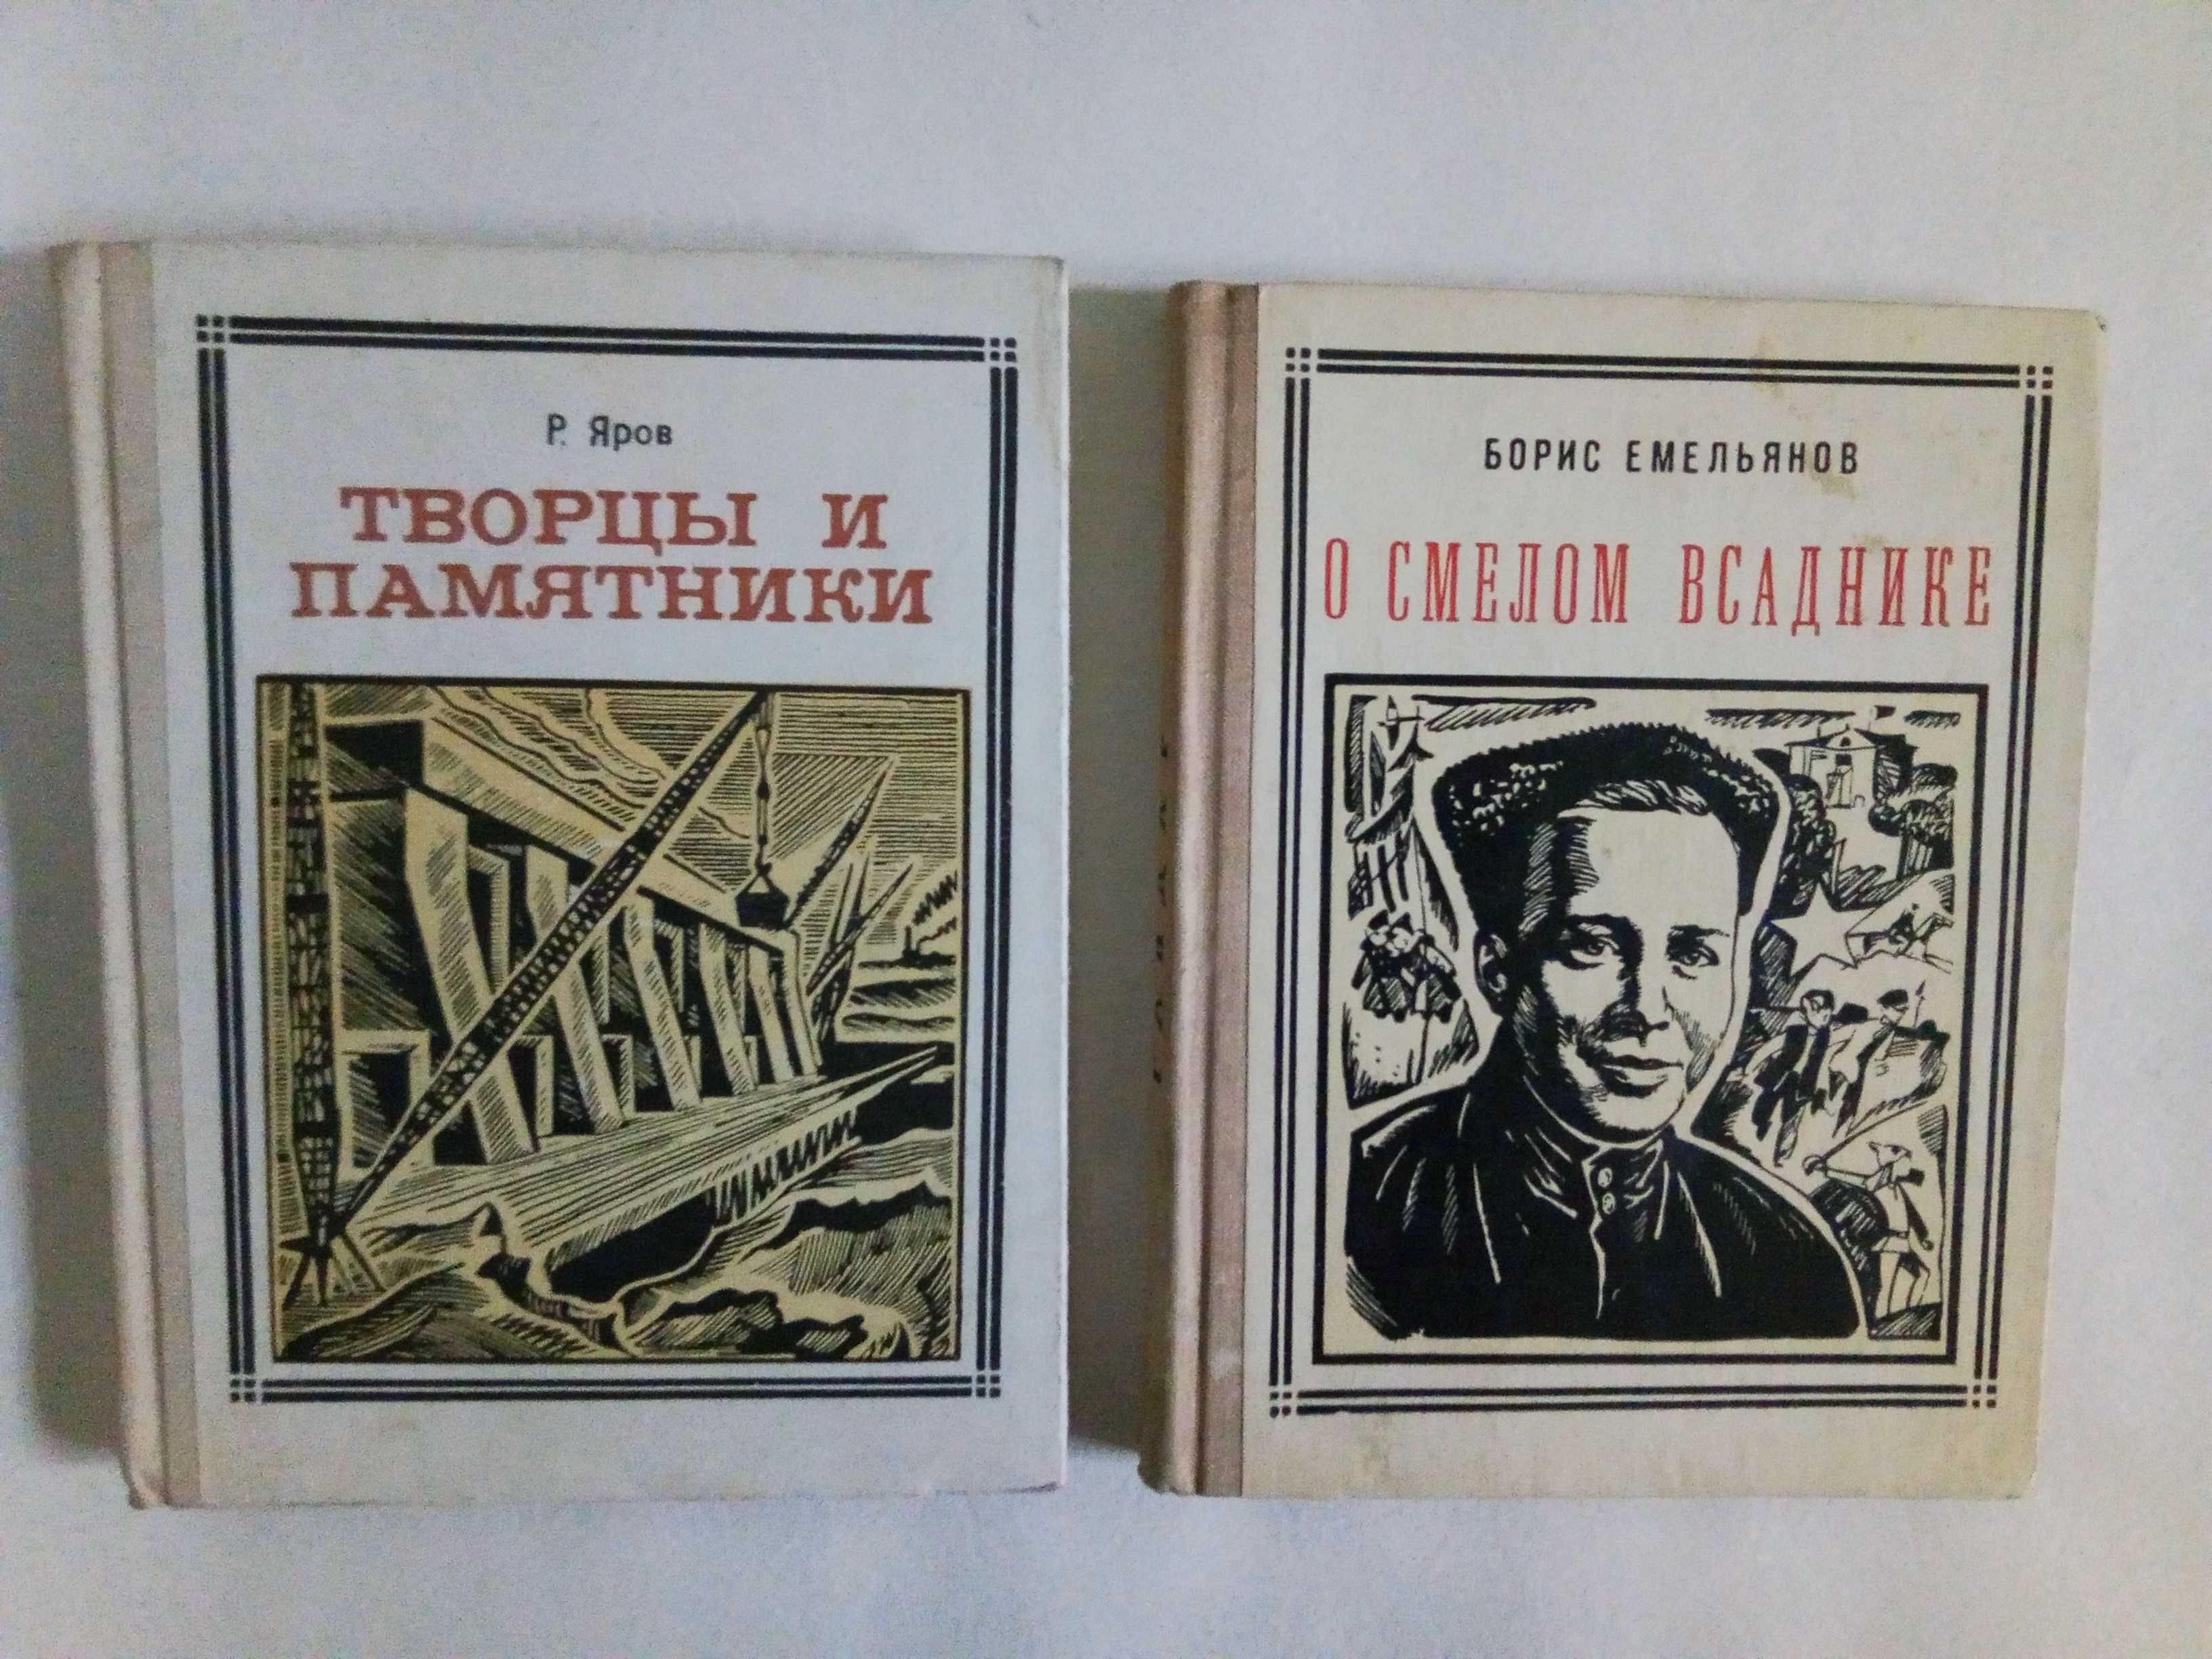 Р. Яров
ТВОРЦЫ И
ПАМЯТНИКИ
БОРИС ЕМЕЛЬЯНОВ
О СМЕЛОМ ВСАДНИКЕ